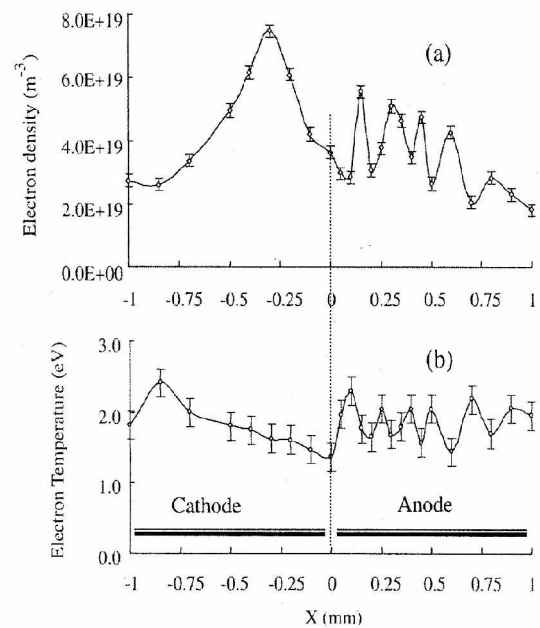 8.0E+19
(a)
6.0E+19
4.0E+19
2.0E+19
0.0E+00
Electron density (m-3)
-1 -0.75 -0.5 -0.25 0 0.25 0.5 0.75 1
3.0
(b)
2.0
1.0
0.0
Electron Temperature (eV)
Cathode Anode
-1 -0.75 -0.5 -0.25 0 0.25 0.50 0.75 1
X (mm)